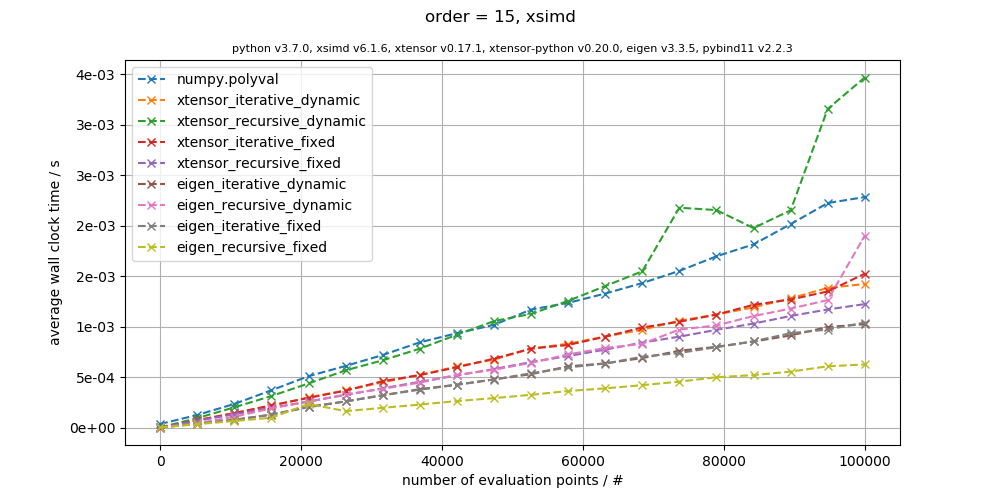 order = 15, xsimd
python v3.7.0, xsimd v6.1.6, xtensor v0.17.1, xtensor-python v0.20.0, eigen v3.3.5, pybind11 v2.2.3
numpy.polyval
xtensor_iterative_dynamic
xtensor_recursive_dynamic
xtensor_iterative_fixed
xtensor_recursive_fixed
eigen_iterative_dynamic
eigen_recursive_dynamic
eigen_iterative_fixed
eigen_recursive_fixed
average wall clock time / s
4e-03
3e-03
3e-03
2e-03
2e-03
1e-03
5e-04
0e+00
0 20000 40000 60000 80000 100000
number of evaluation points / #